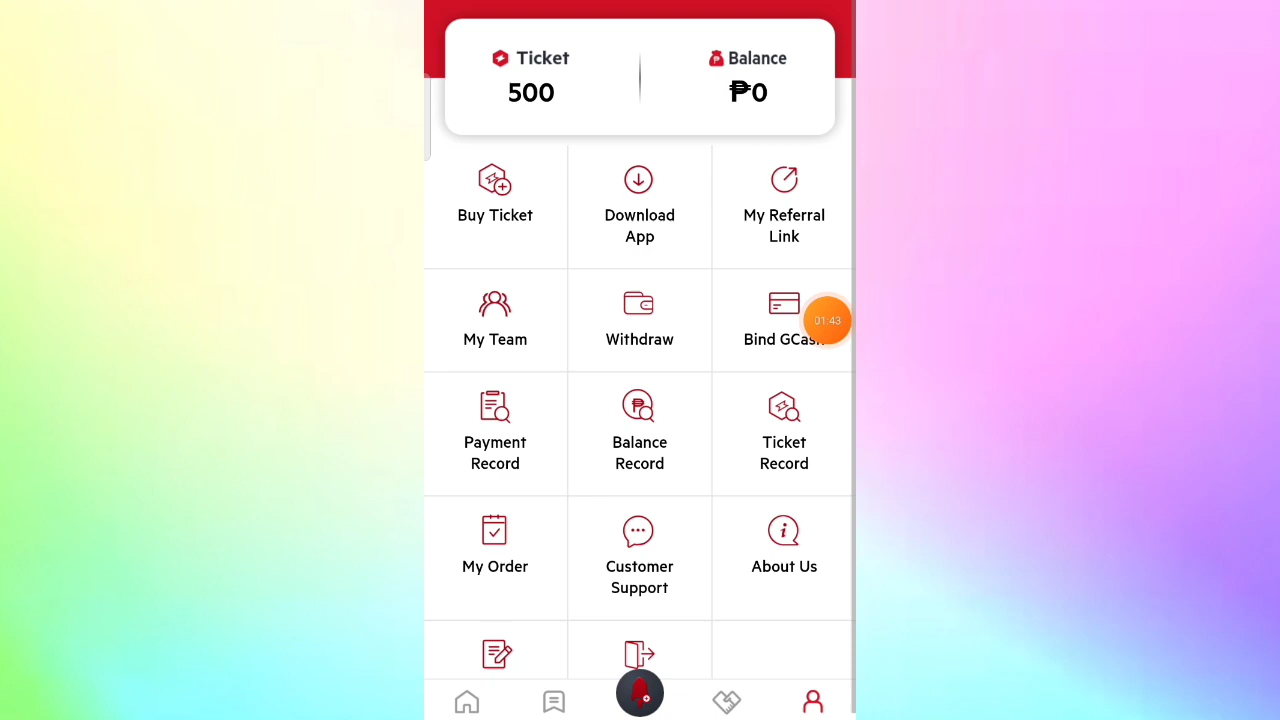 Ticket
Balance
500
₱0
Buy Ticket
Download
App
My Referral
Link
My Team
Withdraw
Bind GCash
01:43
Payment
Record
Balance
Record
Ticket
Record
My Order
Customer
Support
About Us